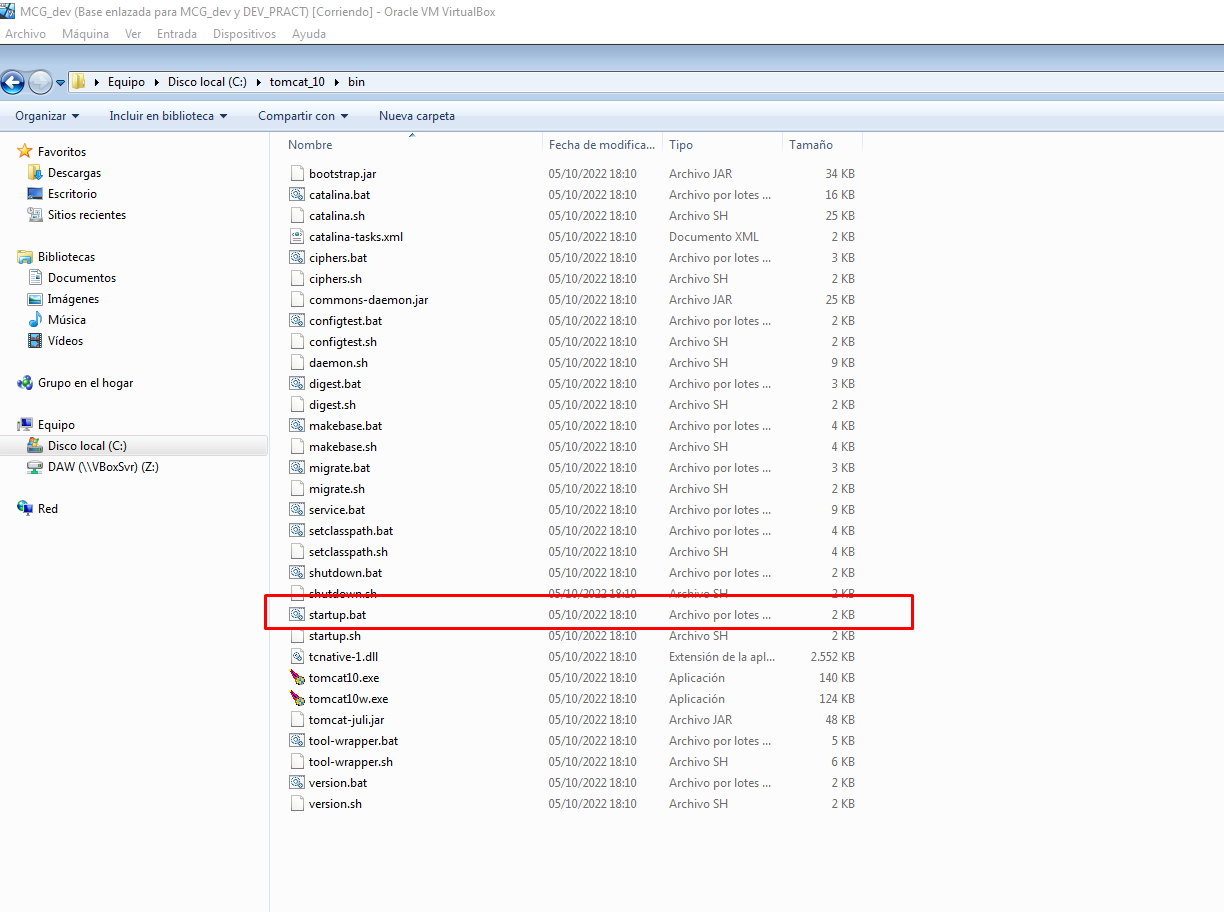 MCG_dev (Base enlazada para MCG_dev y DEV_PRACT) [Corriendo] - Oracle VM VirtualBox
Archivo Máquina Ver Entrada Dispositivos Ayuda
Equipo Disco local (C:) tomcat_10 bin
Organizar Incluir en biblioteca Compartir con Nueva carpeta
Favoritos
Descargas
Escritorio
Sitios recientes
Bibliotecas
Documentos
Imágenes
Música
Vídeos
Grupo en el hogar
Equipo
Disco local (C:)
DAW (\\VBoxSvr) (Z:)
Red
Nombre Fecha de modifica... Tipo Tamaño
bootstrap.jar 05/10/2022 18:10 Archivo JAR 34 KB
catalina.bat 05/10/2022 18:10 Archivo por lotes ... 16 KB
catalina.sh 05/10/2022 18:10 Archivo SH 25 KB
catalina-tasks.xml 05/10/2022 18:10 Documento XML 2 KB
ciphers.bat 05/10/2022 18:10 Archivo por lotes ... 3 KB
ciphers.sh 05/10/2022 18:10 Archivo SH 2 KB
commons-daemon.jar 05/10/2022 18:10 Archivo JAR 25 KB
configtest.bat 05/10/2022 18:10 Archivo por lotes ... 2 KB
configtest.sh 05/10/2022 18:10 Archivo SH 2 KB
daemon.sh 05/10/2022 18:10 Archivo SH 9 KB
digest.bat 05/10/2022 18:10 Archivo por lotes ... 3 KB
digest.sh 05/10/2022 18:10 Archivo SH 2 KB
makebase.bat 05/10/2022 18:10 Archivo por lotes ... 4 KB
makebase.sh 05/10/2022 18:10 Archivo SH 4 KB
migrate.bat 05/10/2022 18:10 Archivo por lotes ... 3 KB
migrate.sh 05/10/2022 18:10 Archivo SH 2 KB
service.bat 05/10/2022 18:10 Archivo por lotes ... 9 KB
setclasspath.bat 05/10/2022 18:10 Archivo por lotes ... 4 KB
setclasspath.sh 05/10/2022 18:10 Archivo SH 4 KB
shutdown.bat 05/10/2022 18:10 Archivo por lotes ... 2 KB
shutdown.sh 05/10/2022 18:10 Archivo SH 2 KB
startup.bat 05/10/2022 18:10 Archivo por lotes ... 2 KB
startup.sh 05/10/2022 18:10 Archivo SH 2 KB
tcnative-1.dll 05/10/2022 18:10 Extensión de la apl... 2.552 KB
tomcat10.exe 05/10/2022 18:10 Aplicación 140 KB
tomcat10w.exe 05/10/2022 18:10 Aplicación 124 KB
tomcat-juli.jar 05/10/2022 18:10 Archivo JAR 48 KB
tool-wrapper.bat 05/10/2022 18:10 Archivo por lotes ... 5 KB
tool-wrapper.sh 05/10/2022 18:10 Archivo SH 6 KB
version.bat 05/10/2022 18:10 Archivo por lotes ... 2 KB
version.sh 05/10/2022 18:10 Archivo SH 2 KB